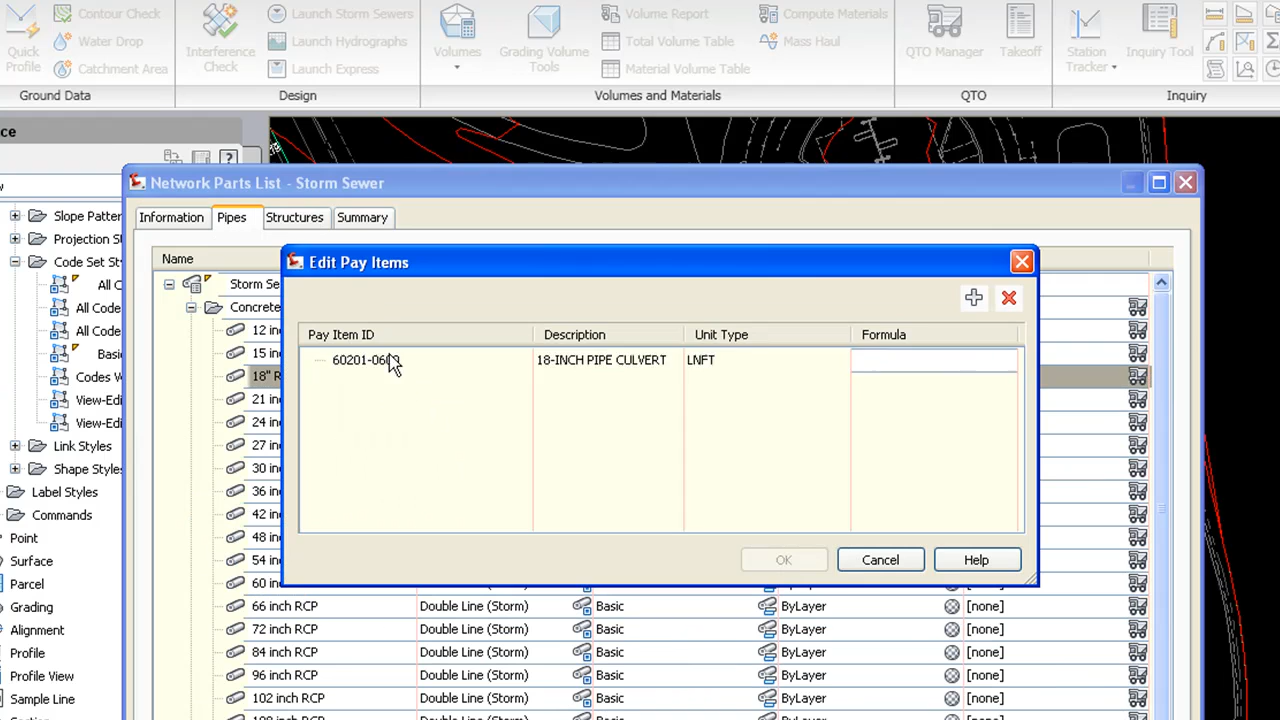 Contour Check
Launch Storm Sewers
Volume Report
Compute Materials
Quick
Profile
Water Drop
Interference
Check
Launch Hydrographs
Volumes
Grading Volume
Tools
Total Volume Table
Mass Haul
QTO Manager
Takeoff
Station
Tracker
Inquiry Tool
Catchment Area
Launch Express
Material Volume Table
Ground Data
Design
Volumes and Materials
QTO
Inquiry
Network Parts List - Storm Sewer
Information
Pipes
Structures
Summary
Name
Edit Pay Items
Pay Item ID
Description
Unit Type
Formula
18-INCH PIPE CULVERT
LNFT
OK
Cancel
Help
Storm Se
Concrete
12 in
15 in
18" R
21 in
24 in
27 in
30 in
36 in
42 in
48 in
54 in
60 in
66 inch RCP Double Line (Storm) Basic ByLayer [none]
72 inch RCP Double Line (Storm) Basic ByLayer [none]
84 inch RCP Double Line (Storm) Basic ByLayer [none]
96 inch RCP Double Line (Storm) Basic ByLayer [none]
102 inch RCP Double Line (Storm) Basic ByLayer [none]
Slope Patter
Projection S
Code Set St
All C
All Code
All Code
Basi
Codes W
View-Edi
View-Edi
Link Styles
Shape Styles
Label Styles
Commands
Point
Surface
Parcel
Grading
Alignment
Profile
Profile View
Sample Line